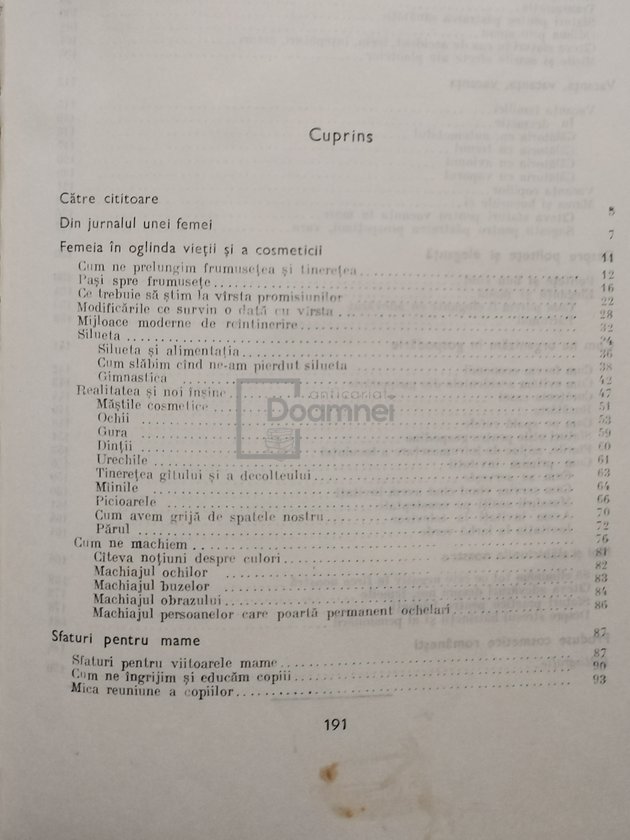 Cuprins
Către cititoare 5
Din jurnalul unei femei 7
Femeia în oglinda vieții și a cosmeticii 11
Cum ne prelungim frumusețea și tinerețea 12
Pași spre frumusețe 16
Ce trebuie să știm la vîrsta promisiunilor 22
Modificările ce survin o dată cu vîrsta 28
Mijloace moderne de reîntinerire 32
Silueta 34
Silueta și alimentația 36
Cum slăbim cînd ne-am pierdut silueta 38
Gimnastica 42
Realitatea și noi înșine 47
Măștile cosmetice 51
Ochii 53
Gura 59
Dinții 60
Urechile 61
Tinerețea gîtului și a decolteului 63
Mîinile 64
Picioarele 66
Cum avem grijă de spatele nostru 70
Părul 72
Cum ne machiem 76
Cîteva noțiuni despre culori 81
Machiajul ochilor 82
Machiajul buzelor 83
Machiajul obrazului 84
Machiajul persoanelor care poartă permanent ochelari 86
Sfaturi pentru mame 87
Sfaturi pentru viitoarele mame 87
Cum ne îngrijim și educăm copiii 90
Mica reuniune a copiilor 93
191
anticariat
Doamnei